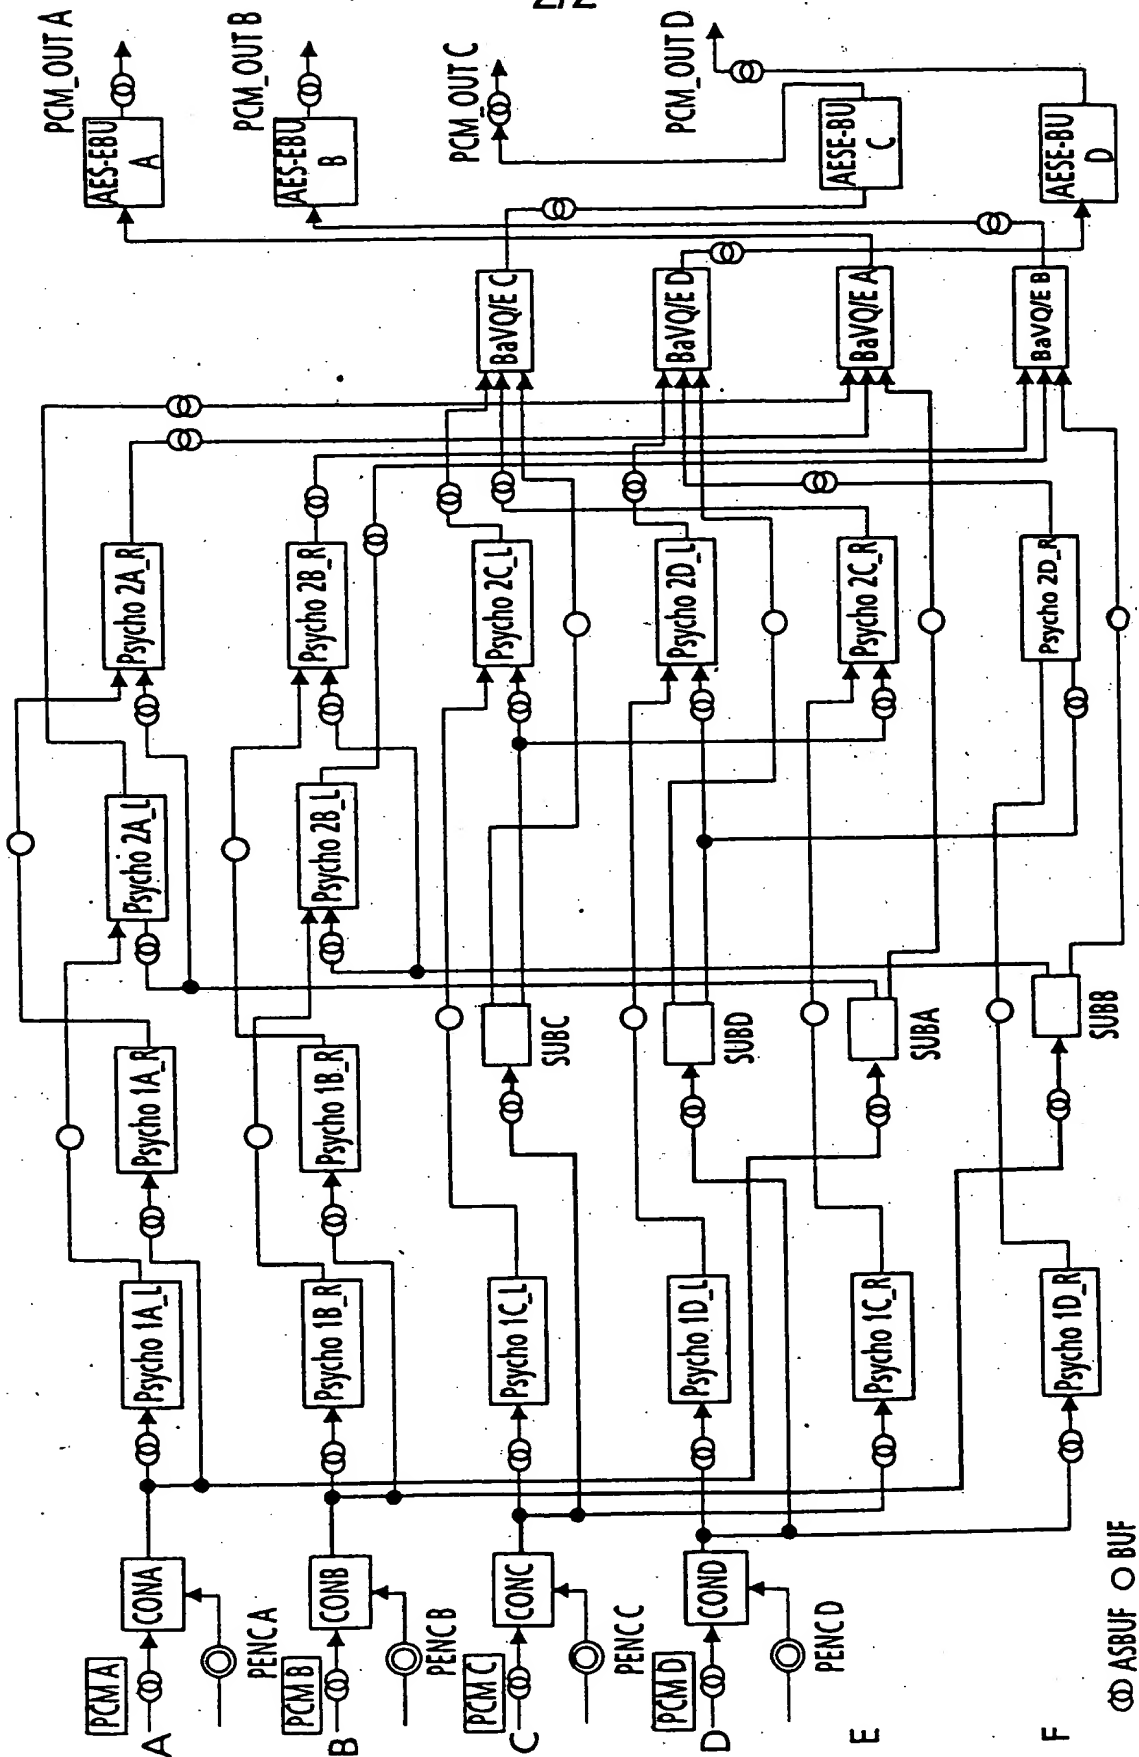 2/2
PCM_OUT A
PCM_OUT B
PCM_OUT C
PCM_OUT D
AES-EBU
A
AES-EBU
B
AESE-BU
C
AESE-BU
D
BaVQ/E C
BaVQ/E D
BaVQ/E A
BaVQ/E B
Psycho 2A_R
Psycho 2B_R
Psycho 2C_L
Psycho 2D_L
Psycho 2C_R
Psycho 2D_R
Psycho 2A_L
Psycho 2B_L
SUBC
SUBD
SUBA
SUBB
Psycho 1A_R
Psycho 1B_R
Psycho 1A_L
Psycho 1B_R
Psycho 1C_L
Psycho 1D_L
Psycho 1C_R
Psycho 1D_R
CONA
CONB
CONC
COND
PENC A
PENC B
PENC C
PENC D
PCM A
PCM B
PCM C
PCM D
A
B
C
D
E
F
ASBUF
BUF